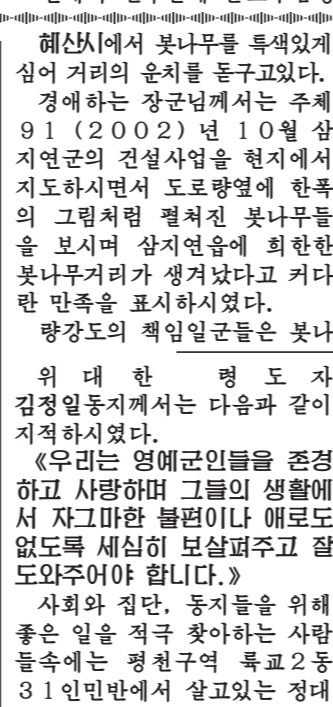 혜산시에서 봇나무를 특색있게
심어 거리의 운치를 돋구고있다.
경애하는 장군님께서는 주체
91(2002)년 10월 삼
지연군의 건설사업을 현지에서
지도하시면서 도로량옆에 한폭
의 그림처럼 펼쳐진 봇나무들
을 보시며 삼지연읍에 희한한
봇나무거리가 생겨났다고 커다
란 만족을 표시하시였다.
량강도의 책임일군들은 봇나
위대한 령도자
김정일동지께서는 다음과 같이
지적하시였다.
《우리는 영예군인들을 존경
하고 사랑하며 그들의 생활에
서 자그마한 불편이나 애로도
없도록 세심히 보살펴주고 잘
도와주어야 합니다.》
사회와 집단, 동지들을 위해
좋은 일을 적극 찾아하는 사람
들속에는 평천구역 륙교2동
31인민반에서 살고있는 정대